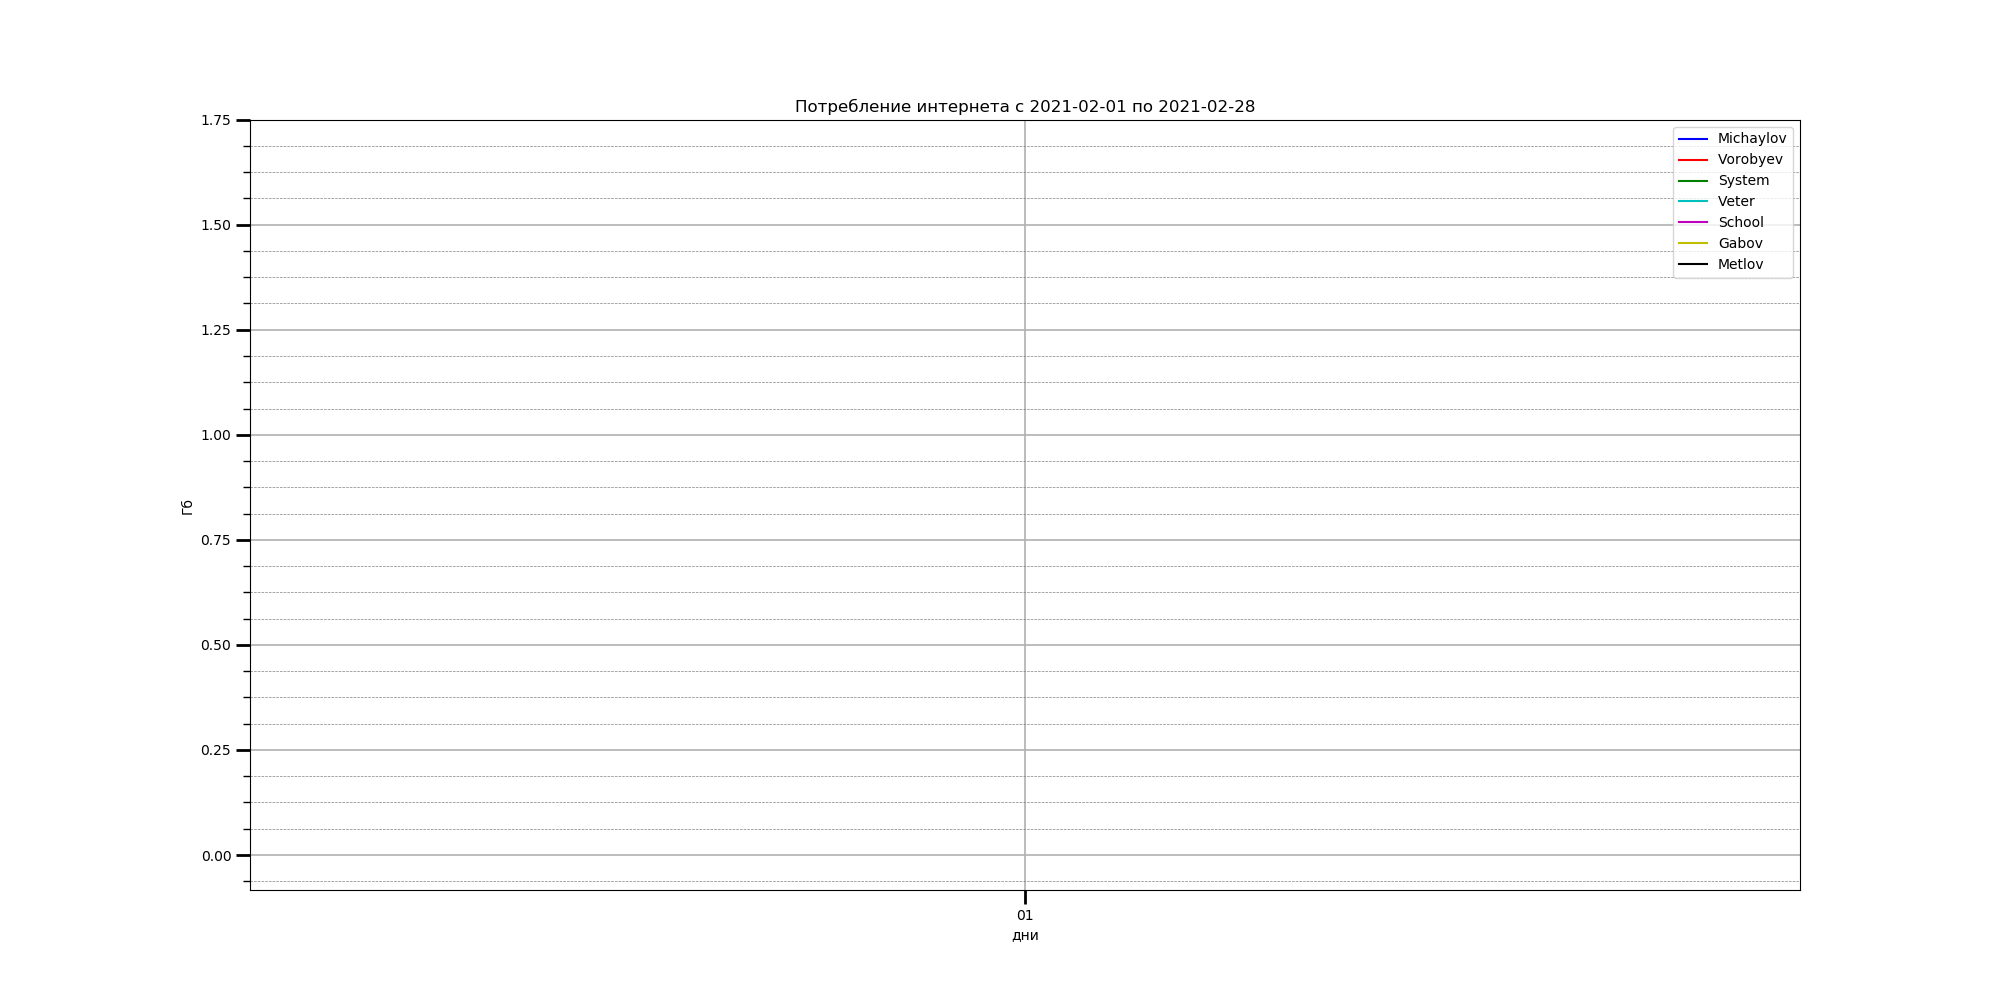 Потребление интернета с 2021-02-01 по 2021-02-28
1.75
1.50
1.25
1.00
0.75
0.50
0.25
0.00
Гб
Michaylov
Vorobyev
System
Veter
School
Gabov
Metlov
01
дни